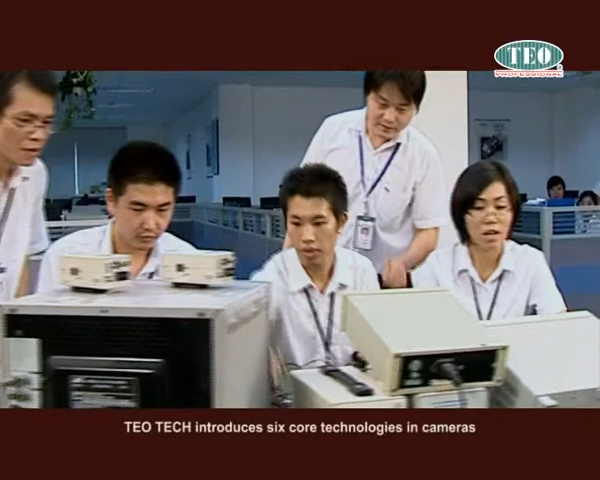 TEO
PROFESSIONAL
TEO TECH introduces six core technologies in cameras